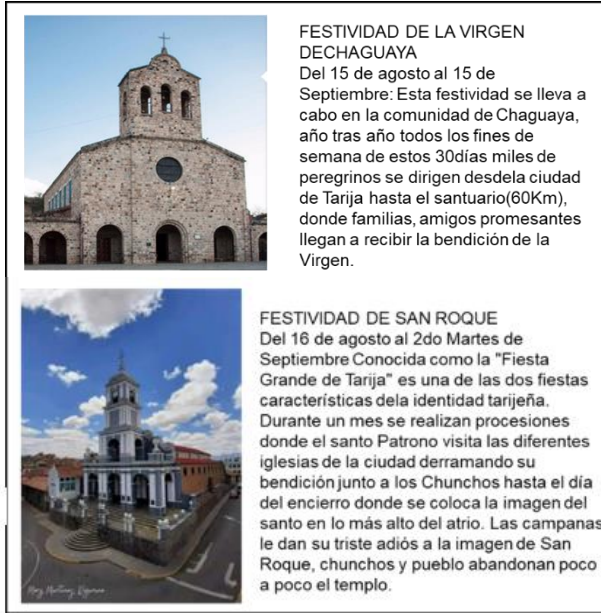 FESTIVIDAD DE LA VIRGEN
DECHAGUAYA
Del 15 de agosto al 15 de
Septiembre: Esta festividad se lleva a
cabo en la comunidad de Chaguaya,
año tras año todos los fines de
semana de estos 30días miles de
peregrinos se dirigen desdela ciudad
de Tarija hasta el santuario(60Km),
donde familias, amigos promesantes
llegan a recibir la bendición de la
Virgen.
FESTIVIDAD DE SAN ROQUE
Del 16 de agosto al 2do Martes de
Septiembre Conocida como la "Fiesta
Grande de Tarija" es una de las dos fiestas
características dela identidad tarijeña.
Durante un mes se realizan procesiones
donde el santo Patrono visita las diferentes
iglesias de la ciudad derramando su
bendición junto a los Chunchos hasta el día
del encierro donde se coloca la imagen del
santo en lo más alto del atrio. Las campanas
le dan su triste adiós a la imagen de San
Roque, chunchos y pueblo abandonan poco
a poco el templo.